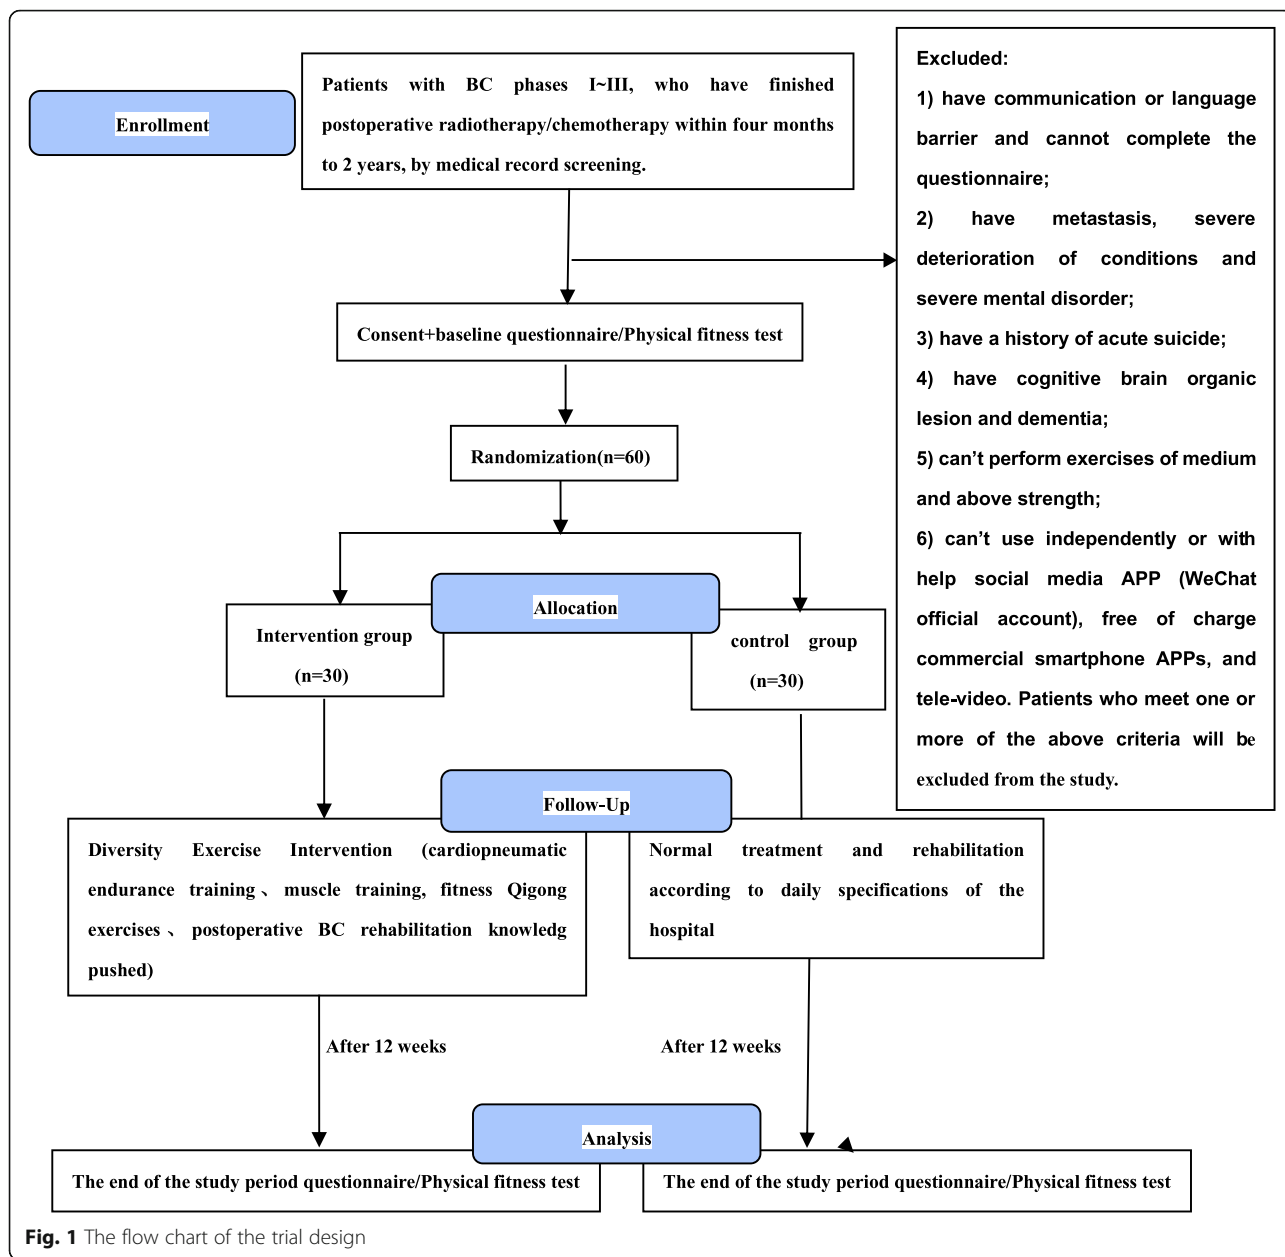 Enrollment
Patients with BC phases I~III, who have finished
postoperative radiotherapy/chemotherapy within four months
to 2 years, by medical record screening.
Excluded:
1) have communication or language
barrier and cannot complete the
questionnaire;
2) have metastasis, severe
deterioration of conditions and
severe mental disorder;
3) have a history of acute suicide;
4) have cognitive brain organic
lesion and dementia;
5) can't perform exercises of medium
and above strength;
6) can't use independently or with
help social media APP (WeChat
official account), free of charge
commercial smartphone APPs, and
tele-video. Patients who meet one or
more of the above criteria will be
excluded from the study.
Consent+baseline questionnaire/Physical fitness test
Randomization(n=60)
Allocation
Intervention group
(n=30)
control group
(n=30)
Follow-Up
Diversity Exercise Intervention (cardiopneumatic
endurance training、muscle training, fitness Qigong
exercises、postoperative BC rehabilitation knowledg
pushed)
Normal treatment and rehabilitation
according to daily specifications of the
hospital
After 12 weeks
After 12 weeks
Analysis
The end of the study period questionnaire/Physical fitness test
The end of the study period questionnaire/Physical fitness test
Fig. 1 The flow chart of the trial design